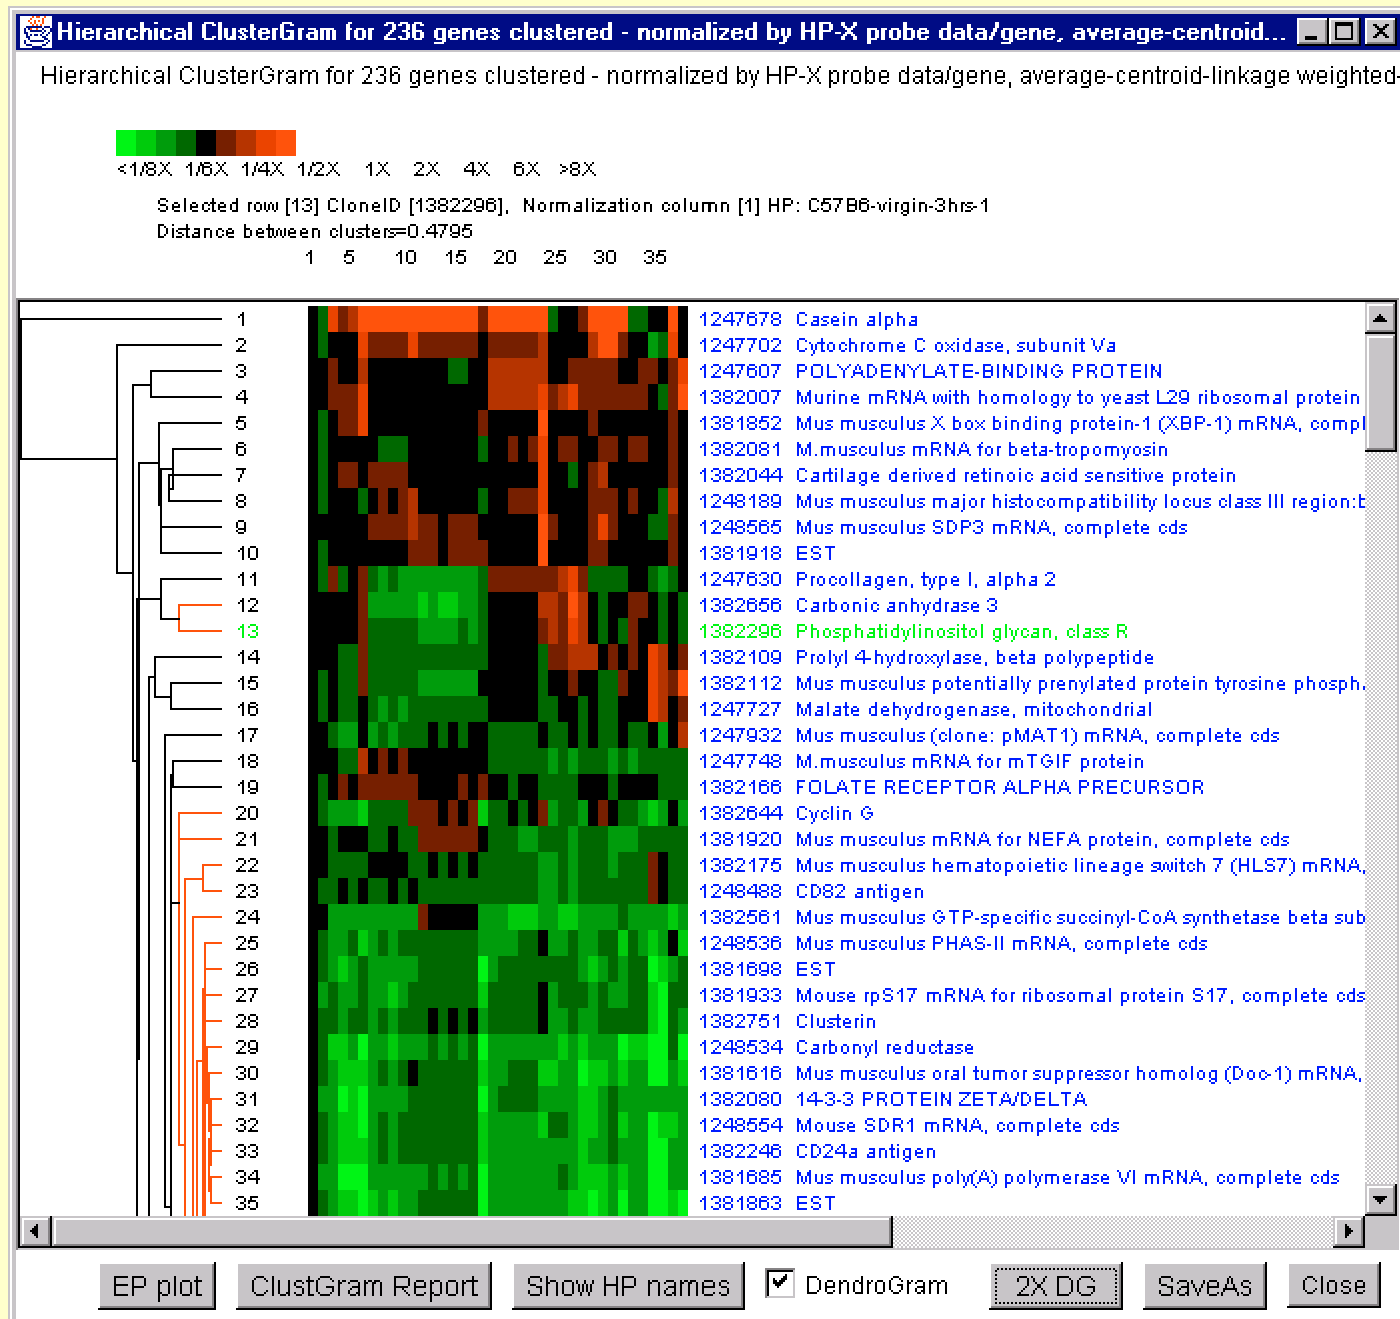 Hierarchical ClusterGram for 236 genes clustered - normalized by HP-X probe data/gene, average-centroid...
Hierarchical ClusterGram for 236 genes clustered - normalized by HP-X probe data/gene, average-centroid-linkage weighted-
<1/8X 1/6X 1/4X 1/2X 1X 2X 4X 6X >8X
Selected row [13] CloneID [1382296], Normalization column [1] HP: C57B6-virgin-3hrs-1
Distance between clusters=0.4795
1 5 10 15 20 25 30 35
1 1247678 Casein alpha
2 1247702 Cytochrome C oxidase, subunit Va
3 1247607 POLYADENYLATE-BINDING PROTEIN
4 1382007 Murine mRNA with homology to yeast L29 ribosomal protein
5 1381852 Mus musculus X box binding protein-1 (XBP-1) mRNA, compl
6 1382081 M.musculus mRNA for beta-tropomyosin
7 1382044 Cartilage derived retinoic acid sensitive protein
8 1248189 Mus musculus major histocompatibility locus class III region:
9 1248565 Mus musculus SDP3 mRNA, complete cds
10 1381918 EST
11 1247630 Procollagen, type I, alpha 2
12 1382656 Carbonic anhydrase 3
13 1382296 Phosphatidylinositol glycan, class R
14 1382109 Prolyl 4-hydroxylase, beta polypeptide
15 1382112 Mus musculus potentially prenylated protein tyrosine phosph.
16 1247727 Malate dehydrogenase, mitochondrial
17 1247932 Mus musculus (clone: pMAT1) mRNA, complete cds
18 1247748 M.musculus mRNA for mTGIF protein
19 1382166 FOLATE RECEPTOR ALPHA PRECURSOR
20 1382644 Cyclin G
21 1381920 Mus musculus mRNA for NEFA protein, complete cds
22 1382175 Mus musculus hematopoietic lineage switch 7 (HLS7) mRNA,
23 1248488 CD82 antigen
24 1382561 Mus musculus GTP-specific succinyl-CoA synthetase beta sub
25 1248536 Mus musculus PHAS-II mRNA, complete cds
26 1381698 EST
27 1381933 Mouse rpS17 mRNA for ribosomal protein S17, complete cds
28 1382751 Clusterin
29 1248534 Carbonyl reductase
30 1381616 Mus musculus oral tumor suppressor homolog (Doc-1) mRNA,
31 1382080 14-3-3 PROTEIN ZETA/DELTA
32 1248554 Mouse SDR1 mRNA, complete cds
33 1382246 CD24a antigen
34 1381685 Mus musculus poly(A) polymerase VI mRNA, complete cds
35 1381863 EST
EP plot ClustGram Report Show HP names DendroGram 2X DG SaveAs Close